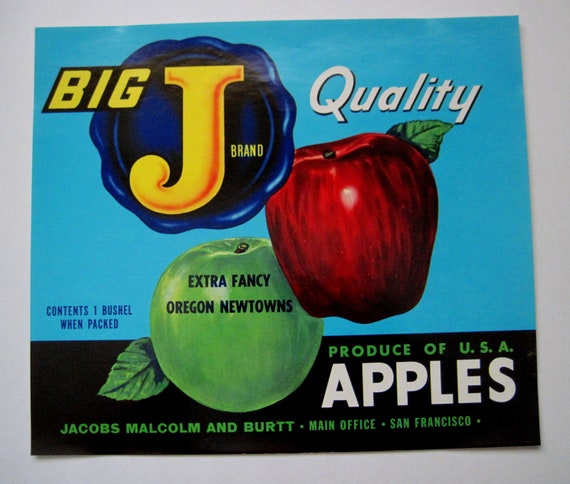 BIG J BRAND
Quality
EXTRA FANCY
OREGON NEWTOWNS
CONTENTS 1 BUSHEL
WHEN PACKED
PRODUCE OF U.S.A.
APPLES
JACOBS MALCOLM AND BURTT • MAIN OFFICE • SAN FRANCISCO •